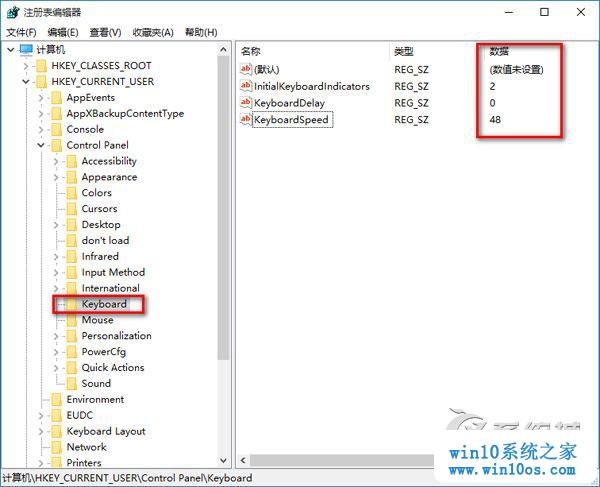 注册表编辑器
文件(F) 编辑(E) 查看(V) 收藏夹(A) 帮助(H)
计算机
HKEY_CLASSES_ROOT
HKEY_CURRENT_USER
AppEvents
AppXBackupContentType
Console
Control Panel
Accessibility
Appearance
Colors
Cursors
Desktop
don't load
Infrared
Input Method
International
Keyboard
Mouse
Personalization
PowerCfg
Quick Actions
Sound
Environment
EUDC
Keyboard Layout
Network
Printers
名称 类型 数据
ab (默认) REG_SZ (数值未设置)
ab InitialKeyboardIndicators REG_SZ 2
ab KeyboardDelay REG_SZ 0
ab KeyboardSpeed REG_SZ 48
计算机\HKEY_CURRENT_USER\Control Panel\Keyboard
win10系统之家
www.win10os.com